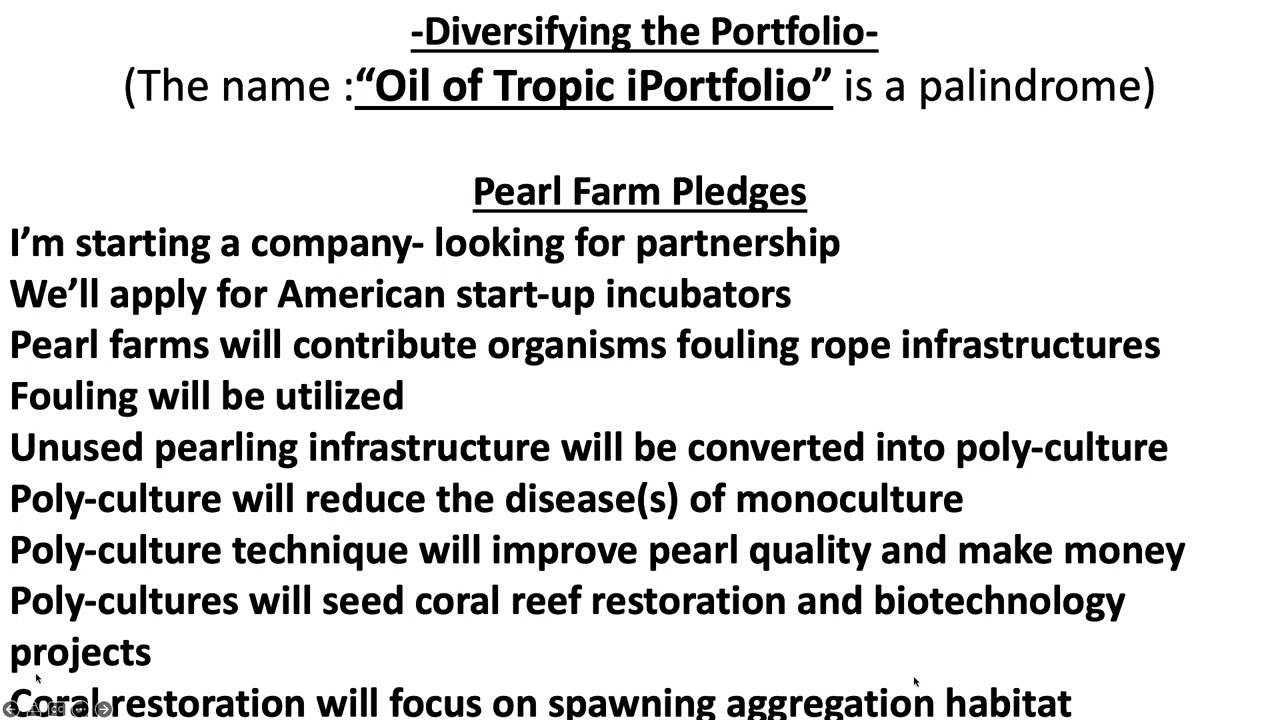 -Diversifying the Portfolio-
(The name :“Oil of Tropic iPortfolio” is a palindrome)
Pearl Farm Pledges
I’m starting a company- looking for partnership
We’ll apply for American start-up incubators
Pearl farms will contribute organisms fouling rope infrastructures
Fouling will be utilized
Unused pearling infrastructure will be converted into poly-culture
Poly-culture will reduce the disease(s) of monoculture
Poly-culture technique will improve pearl quality and make money
Poly-cultures will seed coral reef restoration and biotechnology
projects
Coral restoration will focus on spawning aggregation habitat